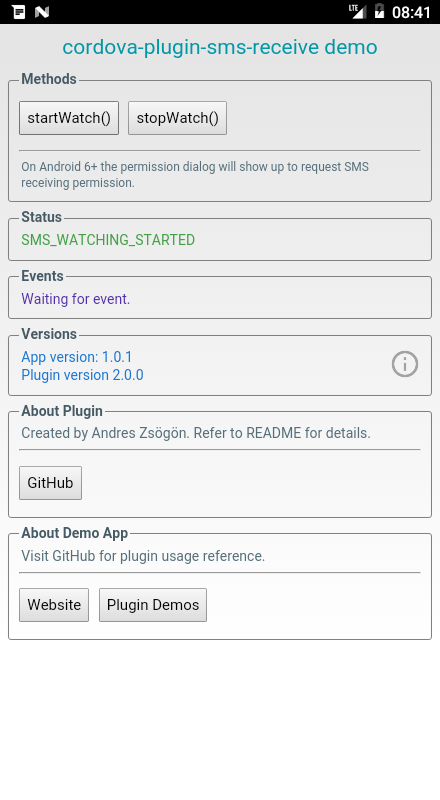 LTE 08:41
cordova-plugin-sms-receive demo
Methods
startWatch() stopWatch()
On Android 6+ the permission dialog will show up to request SMS
receiving permission.
Status
SMS_WATCHING_STARTED
Events
Waiting for event.
Versions
App version: 1.0.1
Plugin version 2.0.0
About Plugin
Created by Andres Zsögön. Refer to README for details.
GitHub
About Demo App
Visit GitHub for plugin usage reference.
Website Plugin Demos